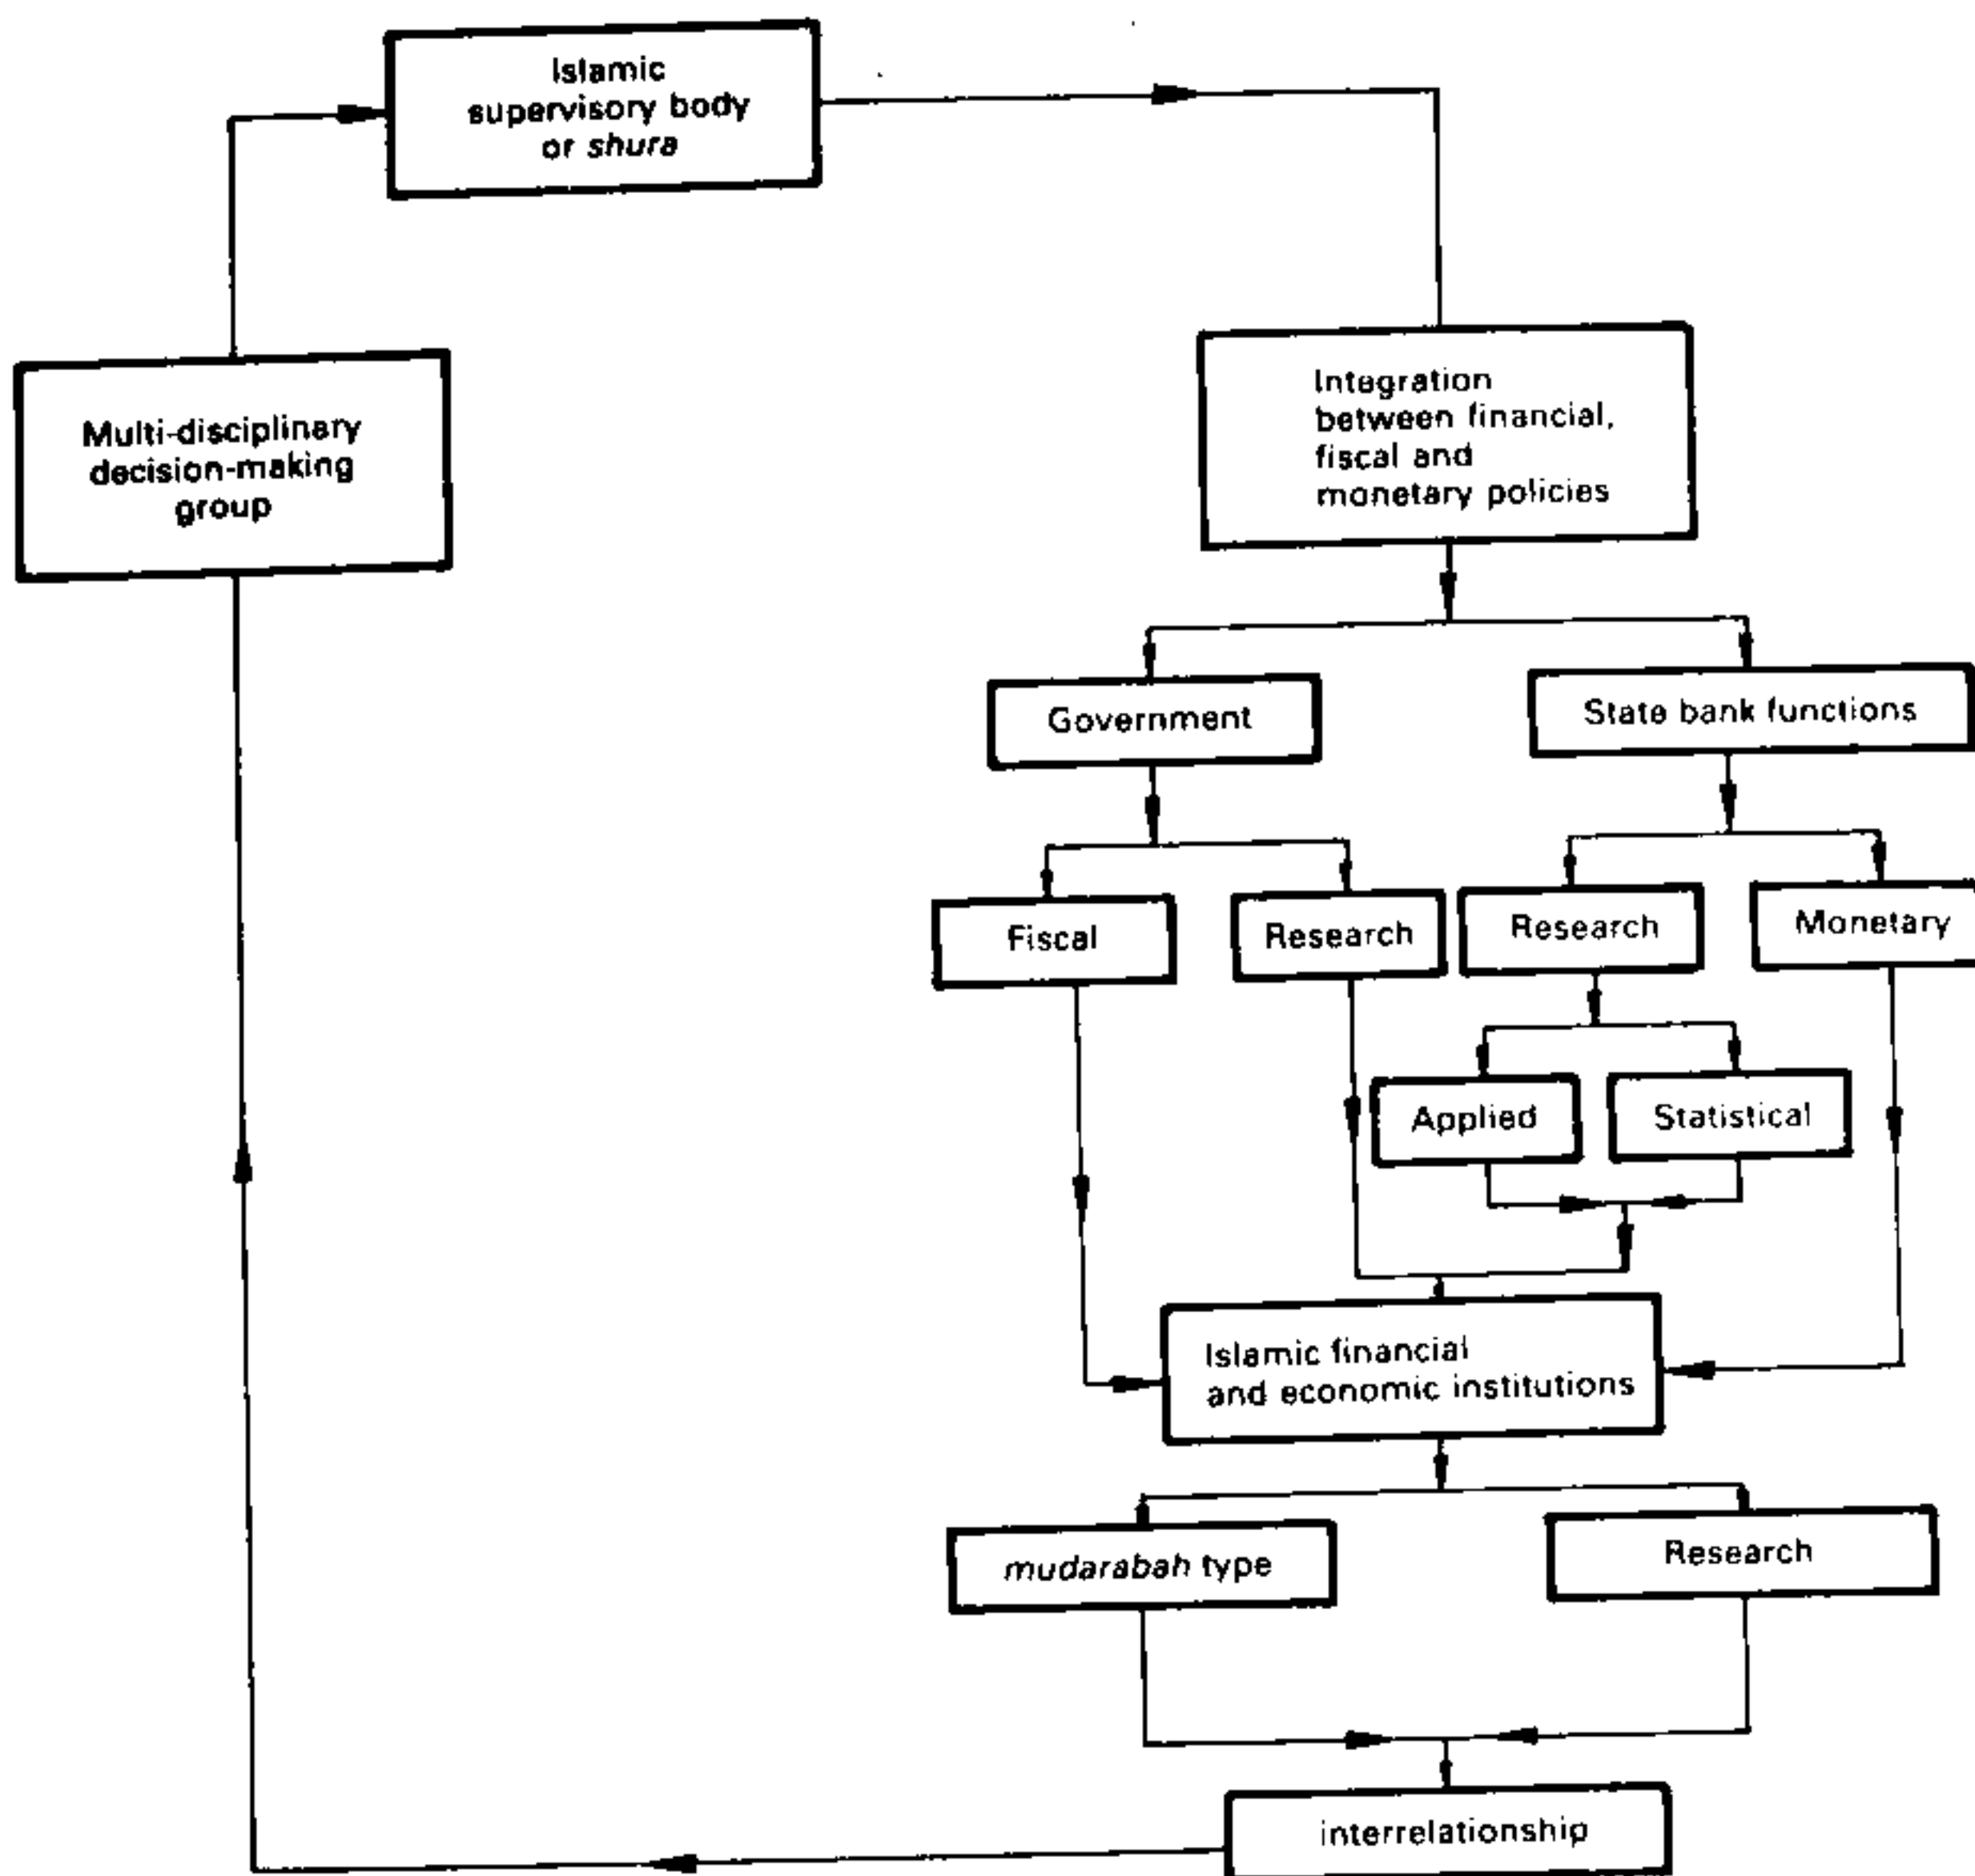 Islamic
supervisory body
or shura
Multi-disciplinary
decision-making
group
Integration
between financial,
fiscal and
monetary policies
Government
State bank functions
Fiscal
Research
Research
Monetary
Applied
Statistical
Islamic financial
and economic institutions
mudarabah type
Research
interrelationship